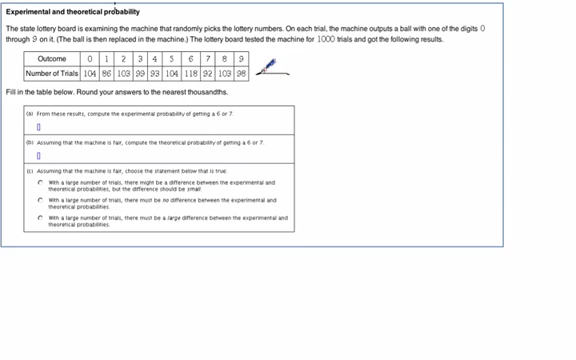 Experimental and theoretical probability
The state lottery board is examining the machine that randomly picks the lottery numbers. On each trial, the machine outputs a ball with one of the digits 0
through 9 on it. (The ball is then replaced in the machine.) The lottery board tested the machine for 1000 trials and got the following results.
Outcome 0 1 2 3 4 5 6 7 8 9
Number of Trials 104 86 103 99 93 104 118 92 103 98
Fill in the table below. Round your answers to the nearest thousandths.
(a) From these results, compute the experimental probability of getting a 6 or 7.
(b) Assuming that the machine is fair, compute the theoretical probability of getting a 6 or 7.
(c) Assuming that the machine is fair, choose the statement below that is true:
With a large number of trials, there might be a difference between the experimental and
theoretical probabilities, but the difference should be small.
With a large number of trials, there must be no difference between the experimental and
theoretical probabilities.
With a large number of trials, there must be a large difference between the experimental and
theoretical probabilities.